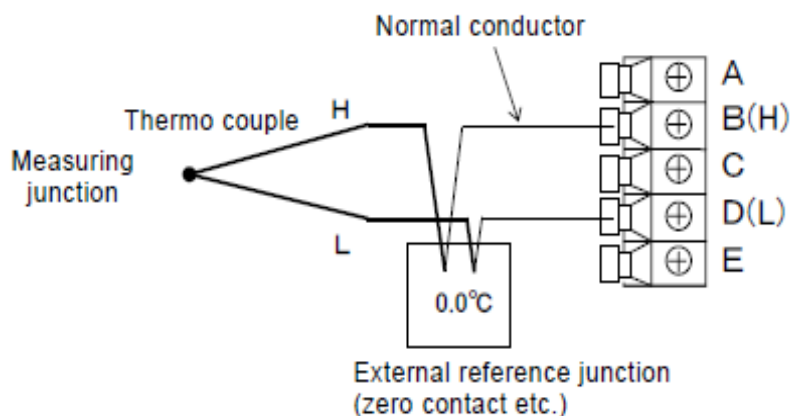 Normal conductor
A
H
B(H)
Thermo couple
Measuring
junction
C
D(L)
L
E
0.0°C
External reference junction
(zero contact etc.)